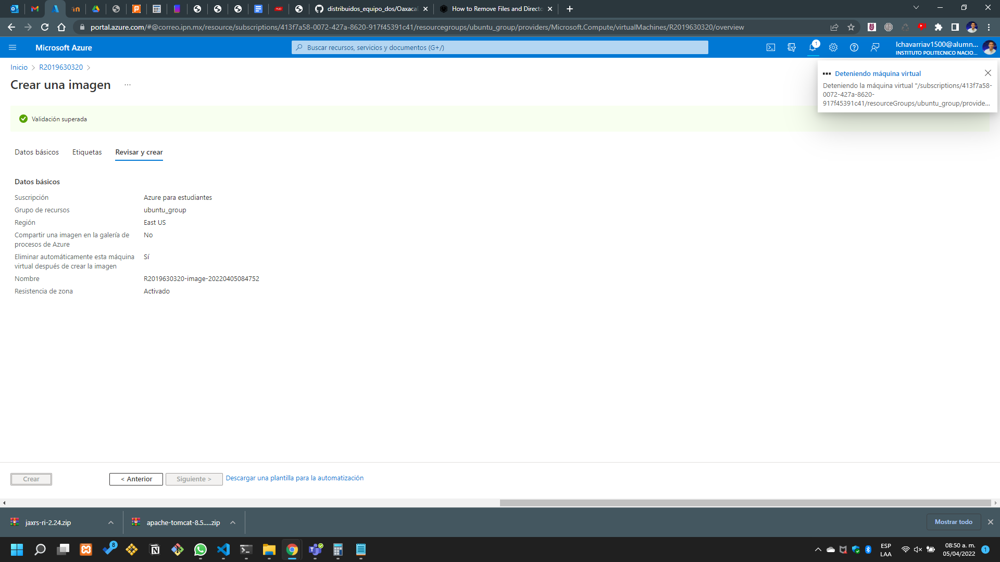 distribuidos_equipo_dos/Oaxaca
How to Remove Files and Directo
portal.azure.com/#@correo.ipn.mx/resource/subscriptions/413f7a58-0072-427a-8620-917f45391c41/resourcegroups/ubuntu_group/providers/Microsoft.Compute/virtualMachines/R2019630320/overview
Microsoft Azure
Buscar recursos, servicios y documentos (G+/)
1
lchavarriav1500@alumn...
INSTITUTO POLITECNICO NACIO...
Inicio > R2019630320 >
Crear una imagen ...
Deteniendo máquina virtual
Deteniendo la máquina virtual "/subscriptions/413f7a58-
0072-427a-8620-
917f45391c41/resourceGroups/ubuntu_group/provide...
Validación superada
Datos básicos Etiquetas Revisar y crear
Datos básicos
Suscripción Azure para estudiantes
Grupo de recursos ubuntu_group
Región East US
Compartir una imagen en la galería de No
procesos de Azure
Eliminar automáticamente esta máquina Sí
virtual después de crear la imagen
Nombre R2019630320-image-20220405084752
Resistencia de zona Activado
Crear < Anterior Siguiente > Descargar una plantilla para la automatización
jaxrs-ri-2.24.zip
apache-tomcat-8.5.....zip
Mostrar todo
8
ESP
LAA
08:50 a. m.
05/04/2022
1